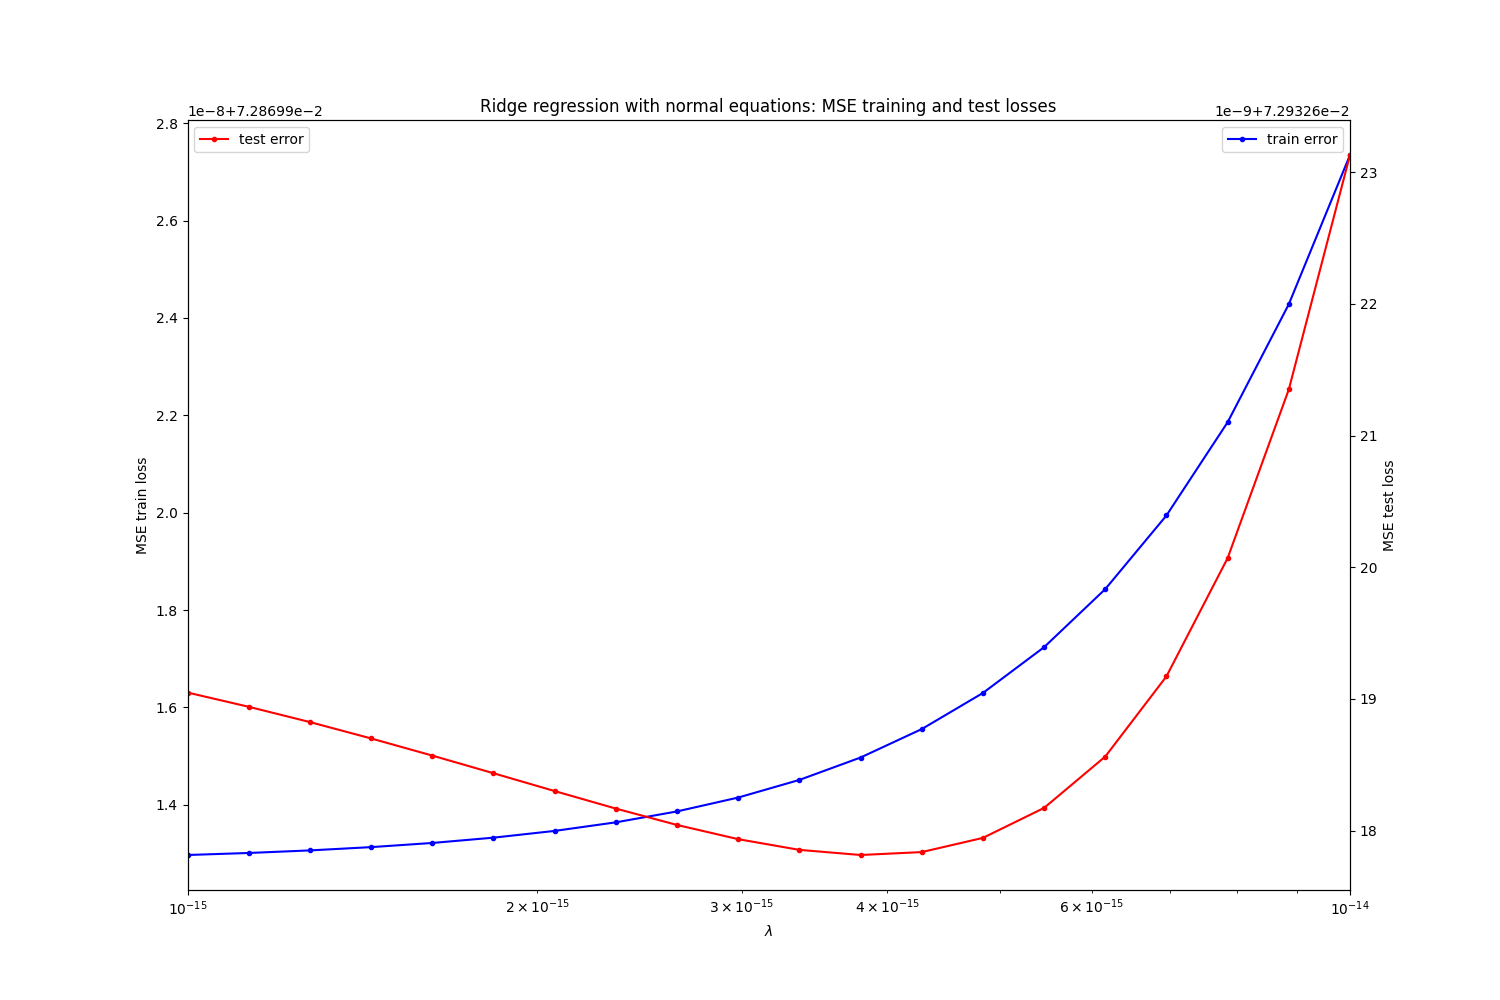 Ridge regression with normal equations: MSE training and test losses
1e−8+7.28699e−2
1e−9+7.29326e−2
test error
train error
2.8
2.6
2.4
2.2
2.0
1.8
1.6
1.4
MSE train loss
23
22
21
20
19
18
MSE test loss
10⁻¹⁵
2 × 10⁻¹⁵
3 × 10⁻¹⁵
4 × 10⁻¹⁵
6 × 10⁻¹⁵
10⁻¹⁴
λ